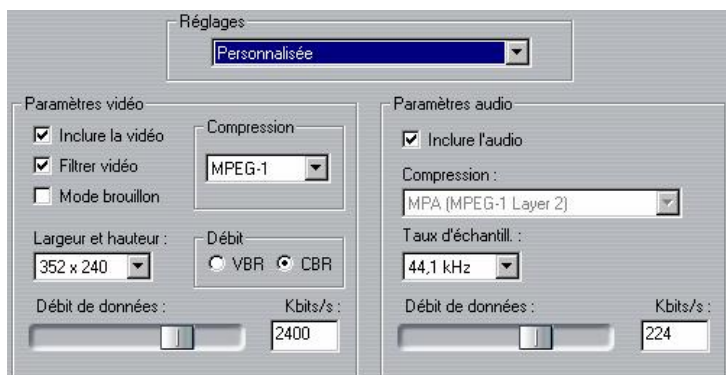 Réglages
Personnalisée
Paramètres vidéo
Inclure la vidéo
Filtrer vidéo
Mode brouillon
Compression
MPEG-1
Largeur et hauteur :
352 x 240
Débit
VBR CBR
Débit de données : Kbits/s :
2400
Paramètres audio
Inclure l'audio
Compression :
MPA (MPEG-1 Layer 2)
Taux d'échantill. :
44,1 kHz
Débit de données : Kbits/s :
224